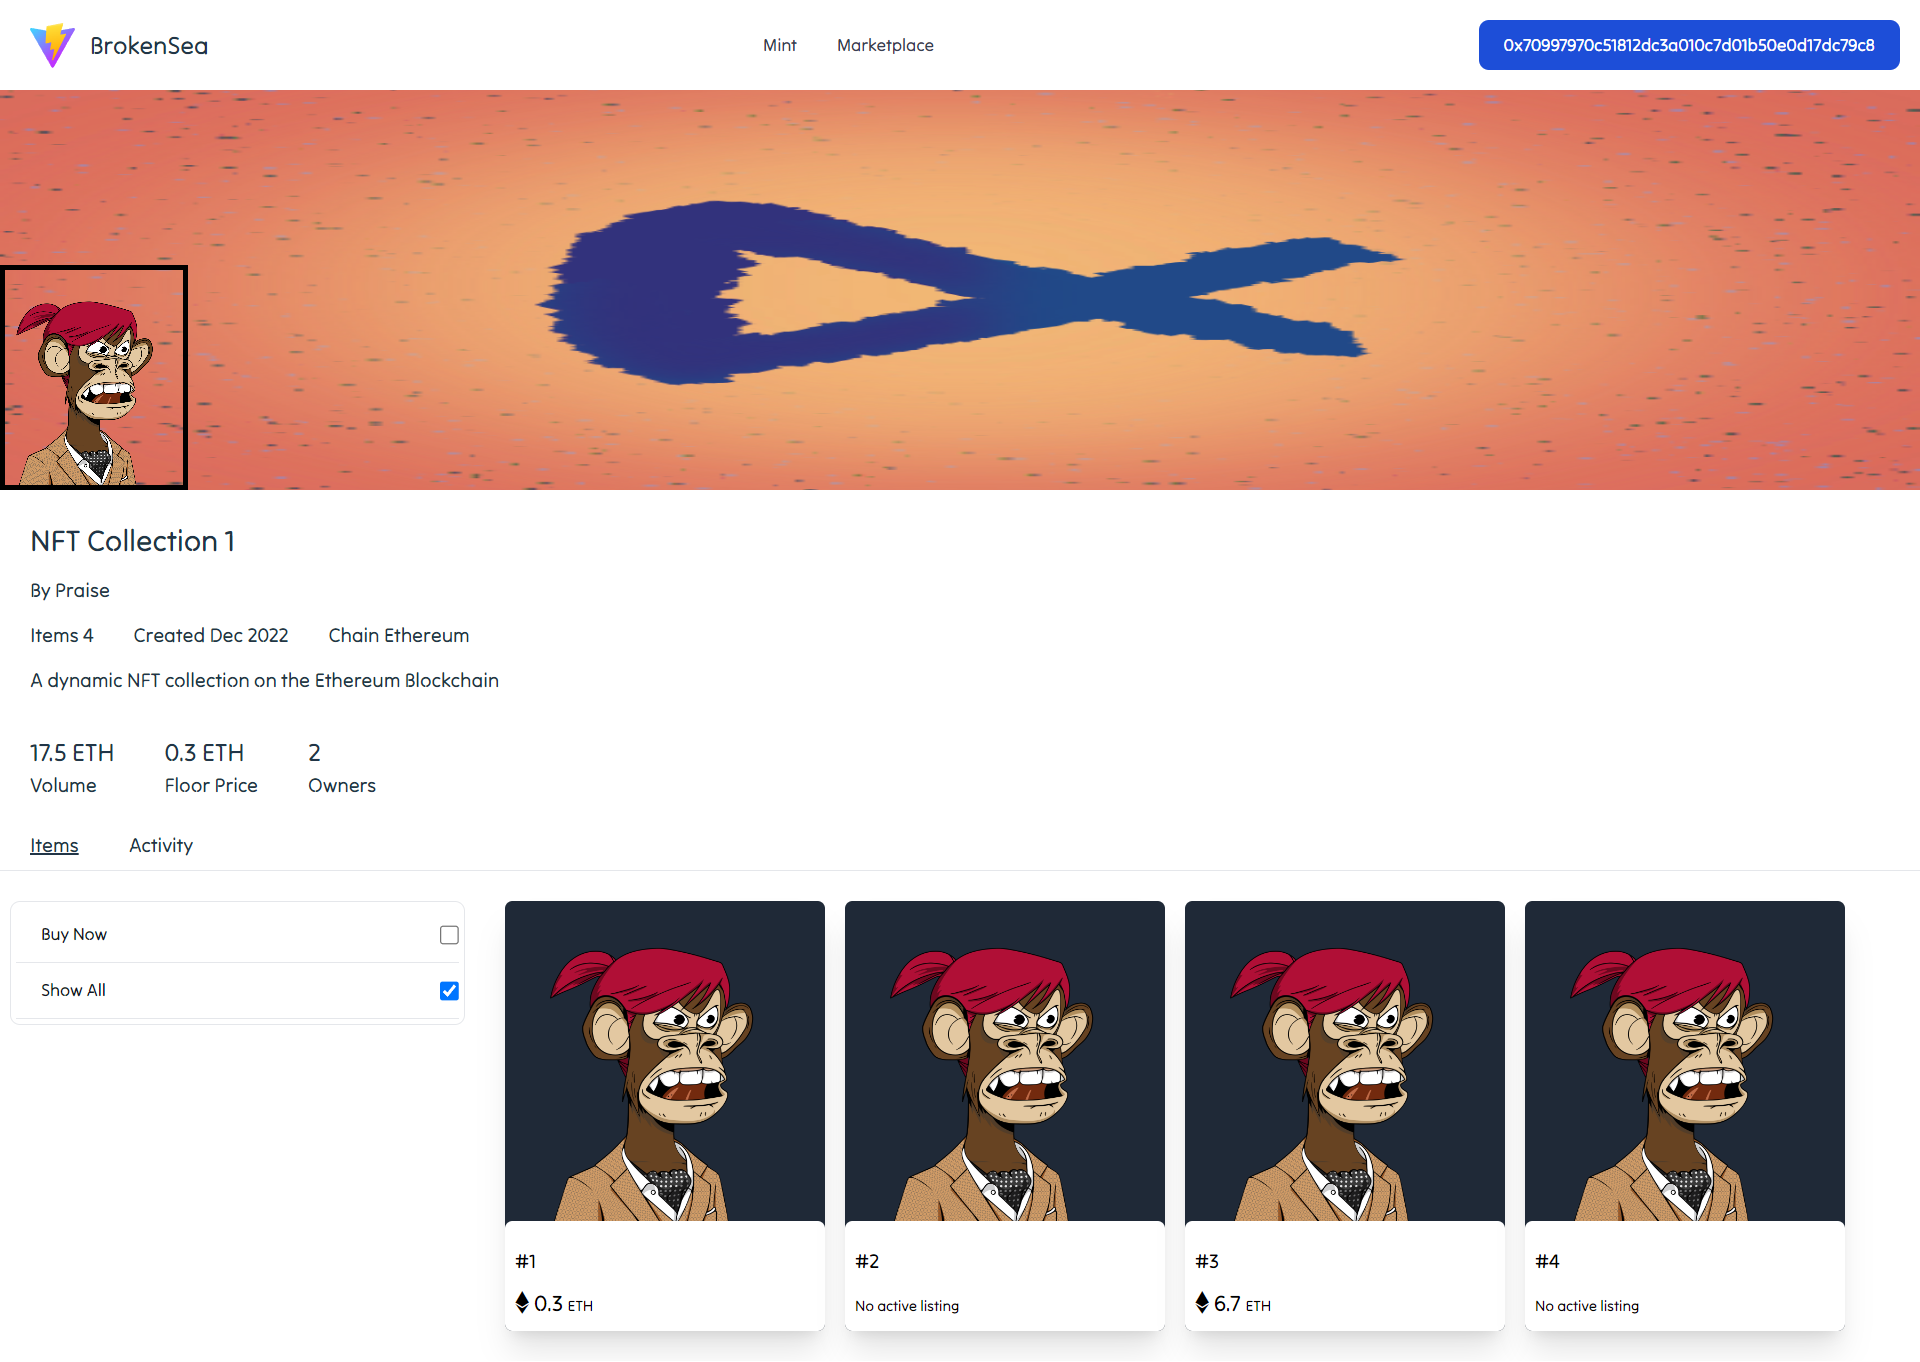 BrokenSea
Mint
Marketplace
0x70997970c51812dc3a010c7d01b50e0d17dc79c8
NFT Collection 1
By Praise
Items 4 Created Dec 2022 Chain Ethereum
A dynamic NFT collection on the Ethereum Blockchain
17.5 ETH 0.3 ETH 2
Volume Floor Price Owners
Items Activity
Buy Now
Show All
#1
0.3 ETH
#2
No active listing
#3
6.7 ETH
#4
No active listing